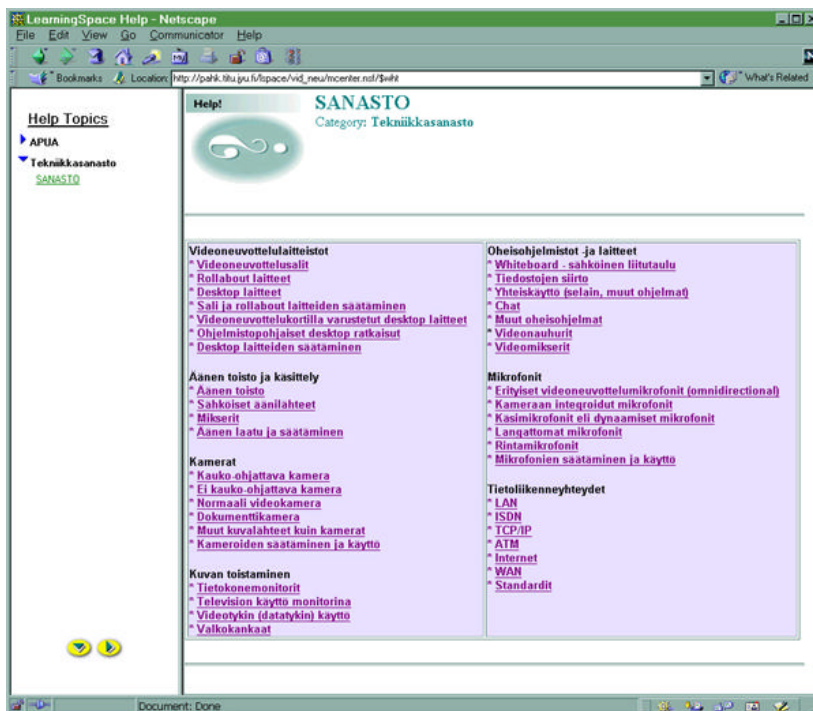 LearningSpace Help - Netscape
File Edit View Go Communicator Help
Bookmarks Location: http://pahk.titu.jyu.fi/lspace/vid_neu/mcenter.nsf/$wht What's Related
Help Topics
APUA
Tekniikkasanasto
SANASTO
Help!
SANASTO
Category: Tekniikkasanasto
Videoneuvottelulaitteistot
* Videoneuvottelusalit
* Rollabout laitteet
* Desktop laitteet
* Sali ja rollabout laitteiden säätäminen
* Videoneuvottelukortilla varustetut desktop laitteet
* Ohjelmistopohjaiset desktop ratkaisut
* Desktop laitteiden säätäminen
Äänen toisto ja käsittely
* Äänen toisto
* Sähköiset äänilähteet
* Mikserit
* Äänen laatu ja säätäminen
Kamerat
* Kauko-ohjattava kamera
* Ei kauko-ohjattava kamera
* Normaali videokamera
* Dokumenttikamera
* Muut kuvalähteet kuin kamerat
* Kameroiden säätäminen ja käyttö
Kuvan toistaminen
* Tietokonemonitorit
* Television käyttö monitorina
* Videotykin (datatykin) käyttö
* Valkokankaat
Oheisohjelmistot -ja laitteet
* Whiteboard - sähköinen liitutaulu
* Tiedostojen siirto
* Yhteiskäyttö (selain, muut ohjelmat)
* Chat
* Muut oheisohjelmat
* Videonauhurit
* Videomikserit
Mikrofonit
* Erityiset videoneuvottelumikrofonit (omnidirectional)
* Kameraan integroidut mikrofonit
* Käsimikrofonit eli dynaamiset mikrofonit
* Langattomat mikrofonit
* Rintamikrofonit
* Mikrofonien säätäminen ja käyttö
Tietoliikenneyhteydet
* LAN
* ISDN
* TCP/IP
* ATM
* Internet
* WAN
* Standardit
Document: Done